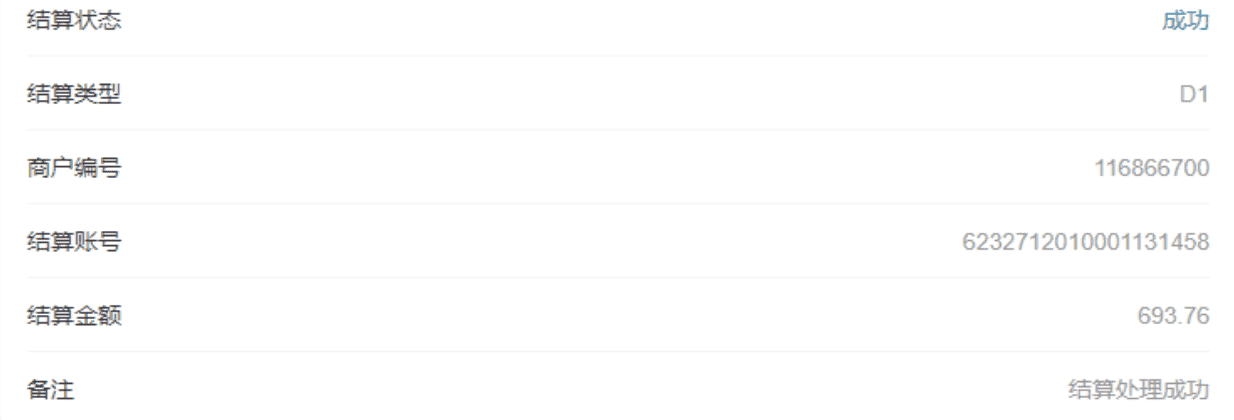 结算状态 成功
结算类型 D1
商户编号 116866700
结算账号 6232712010001131458
结算金额 693.76
备注 结算处理成功